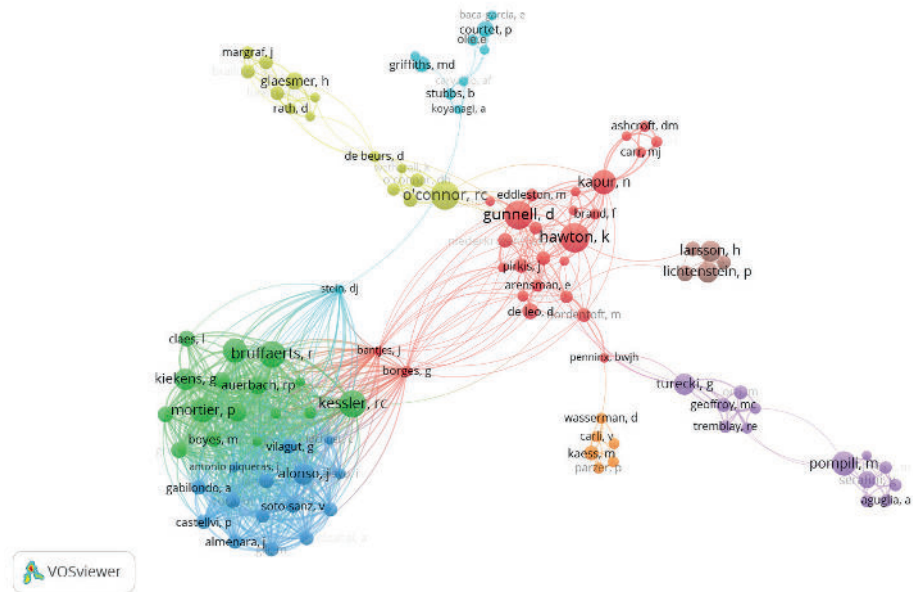 baca garcia, e
courtet, p
olie,e
margraf, j
griffiths, md
glaesmer, h
stubbs, b
rath, d
koyanagi, a
ashcroft, dm
carr, mj
de beurs, d
o'connor, rc
kapur, n
eddleston, m
gunnell, d
braud, f
hawton, k
larsson, h
pirkis, j
lichtenstein, p
arensman, e
stein, dj
de leo, d
nordentoft, m
claes, l
bruffaerts, r
bantjes, j
penninx, bwjh
kiekens, g
auerbach, rp
borges, g
turecki, g
mortier, p
kessler, rc
geoffroy, mc
wasserman, d
tremblay, re
boyes, m
vilagut, g
carli, v
kaess, m
parzer, p
pompili, m
antonio piqueras, j
alonso, j
gabilondo, a
aguglia, a
soto-sanz, v
castellvi, p
almenara, j
VOSviewer